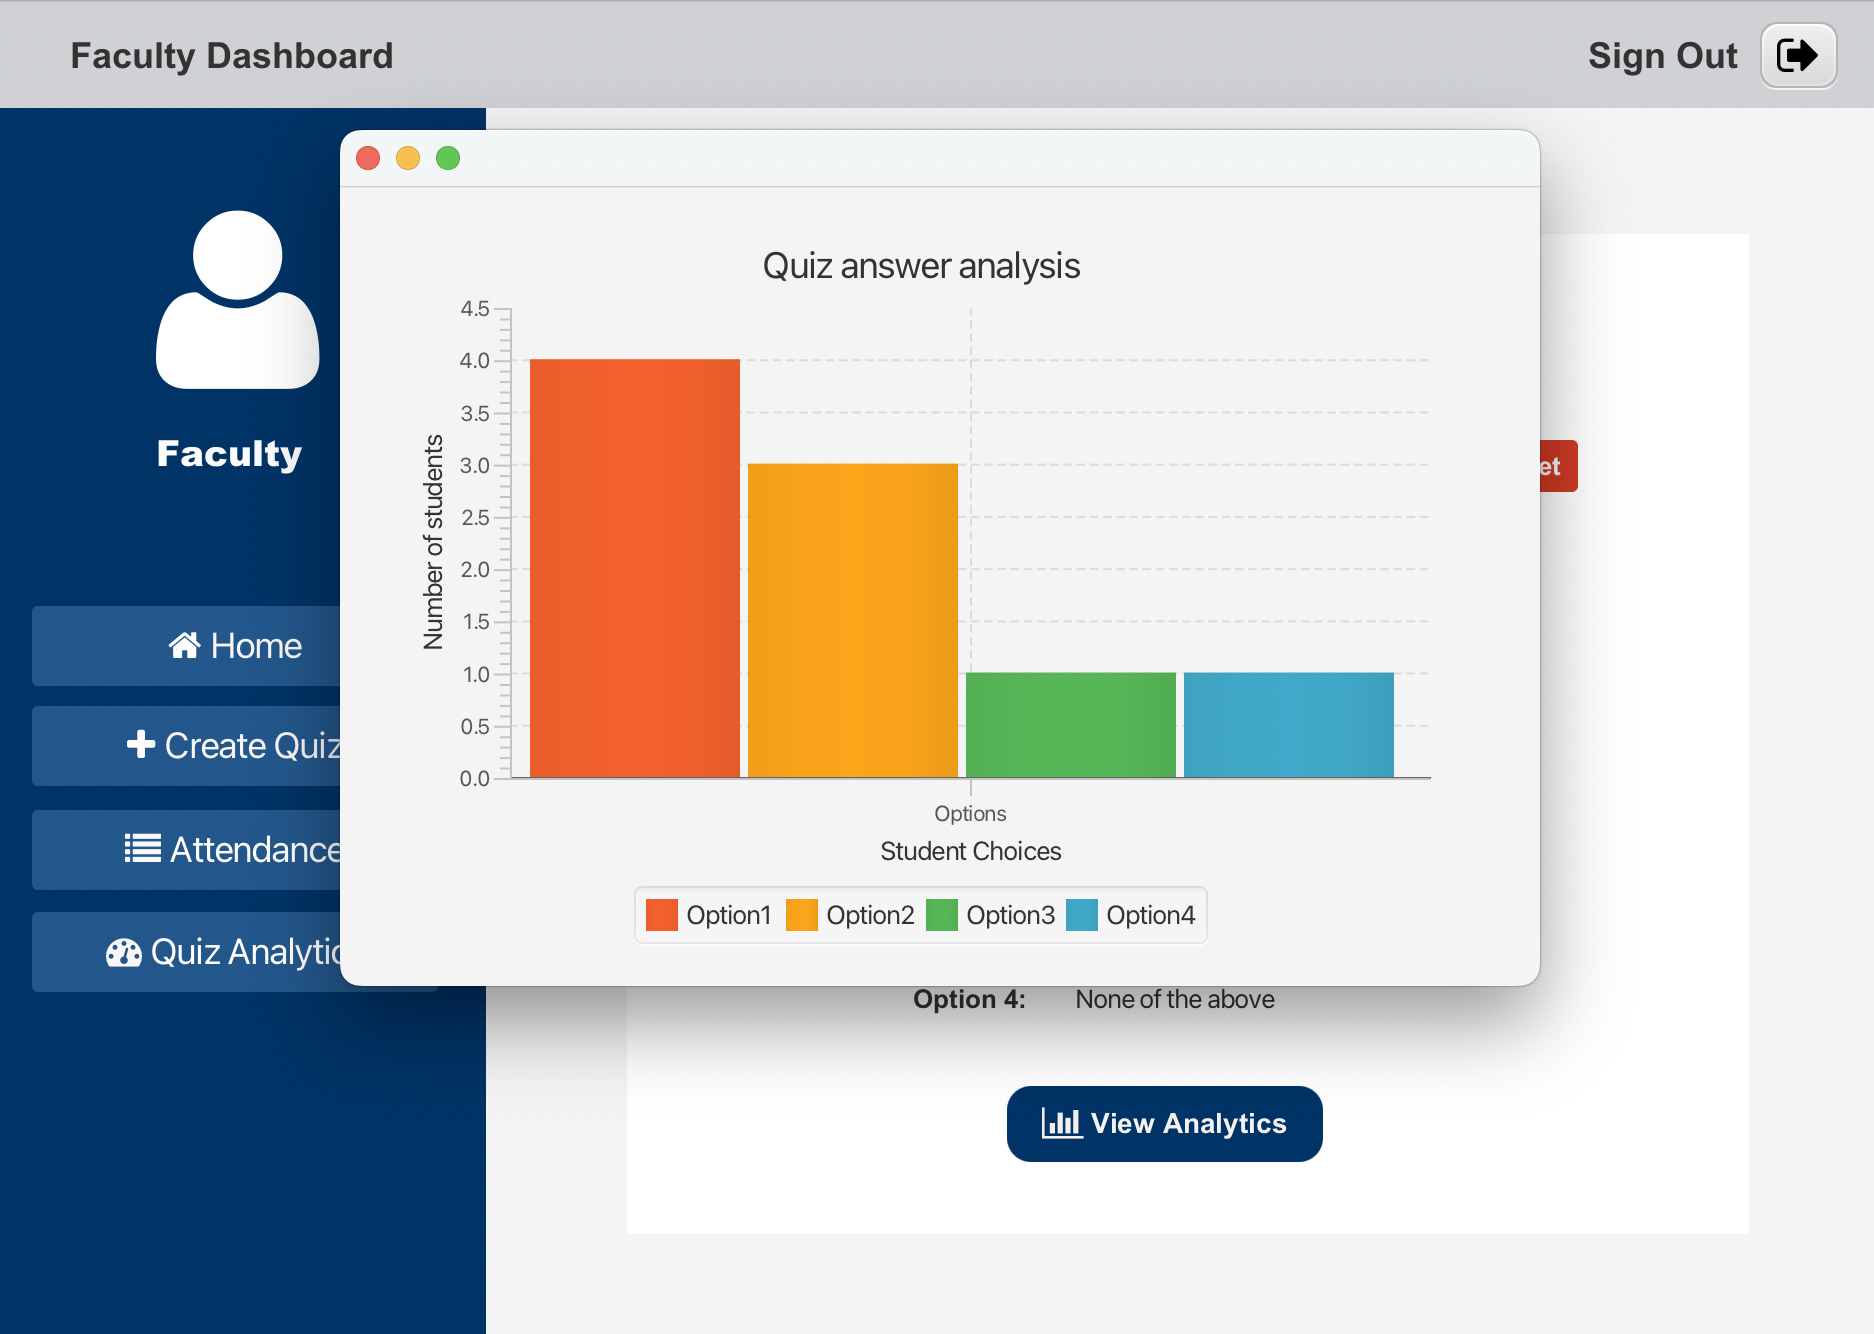 Faculty Dashboard
Sign Out
Faculty
Home
Create Quiz
Attendance
Quiz Analytic
Quiz answer analysis
4.5
4.0
3.5
3.0
2.5
2.0
1.5
1.0
0.5
0.0
Number of students
Options
Student Choices
Option1 Option2 Option3 Option4
et
Option 4: None of the above
View Analytics